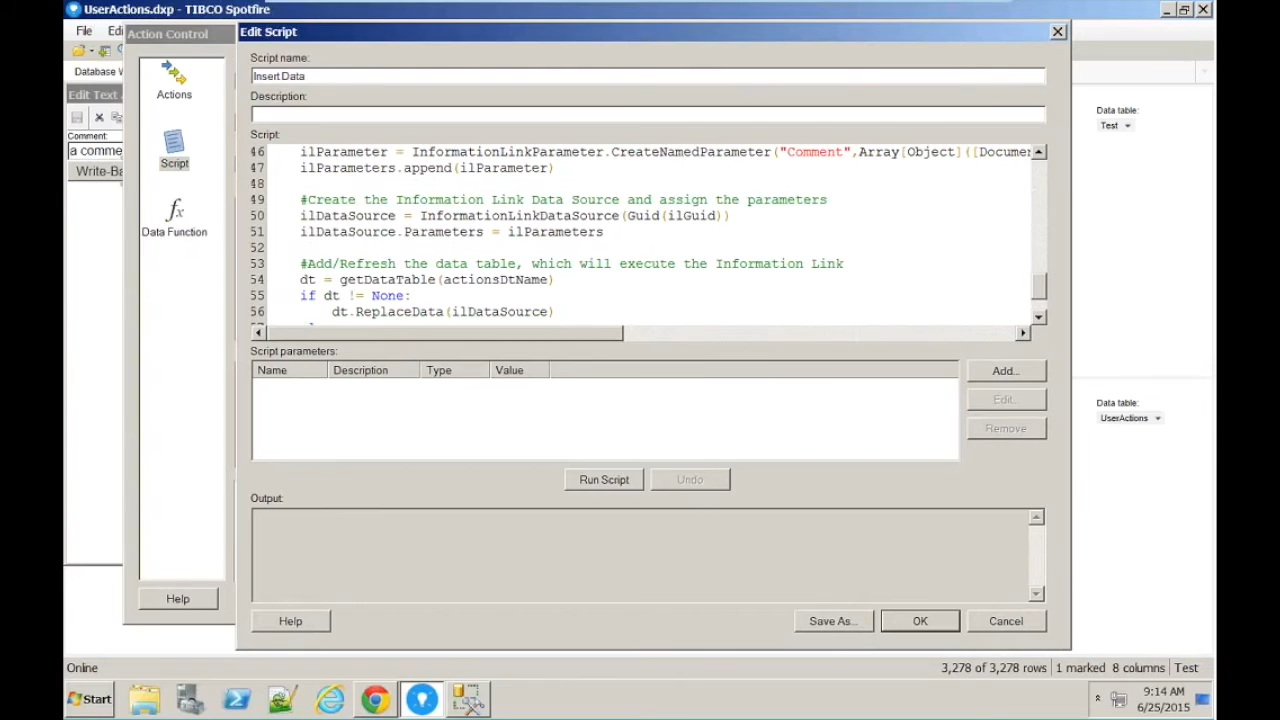 UserActions.dxp - TIBCO Spotfire
File Edi
Action Control
Edit Script
Database W
Edit Text
Comment:
a comme
Write-Ba
Actions
Script
Data Function
Help
Script name:
Insert Data
Description:
Script:
46 ilParameter = InformationLinkParameter.CreateNamedParameter("Comment",Array[Object]([Documen
47 ilParameters.append(ilParameter)
48
49 #Create the Information Link Data Source and assign the parameters
50 ilDataSource = InformationLinkDataSource(Guid(ilGuid))
51 ilDataSource.Parameters = ilParameters
52
53 #Add/Refresh the data table, which will execute the Information Link
54 dt = getDataTable(actionsDtName)
55 if dt != None:
56 dt.ReplaceData(ilDataSource)
Script parameters:
Name Description Type Value
Add...
Edit...
Remove
Run Script Undo
Output:
Help Save As... OK Cancel
Data table:
Test
Data table:
UserActions
Online 3,278 of 3,278 rows 1 marked 8 columns Test
Start 9:14 AM
6/25/2015